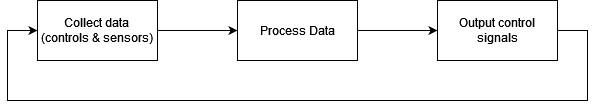 Collect data
(controls & sensors)
Process Data
Output control
signals